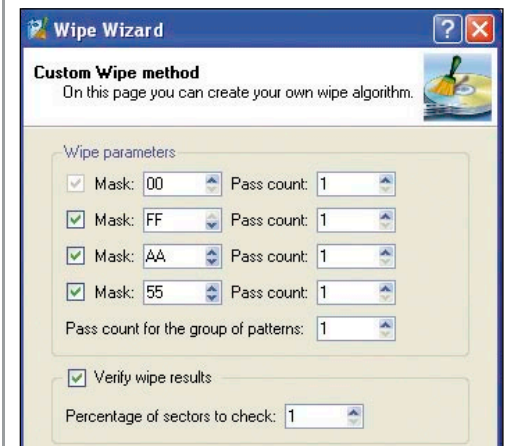 Wipe Wizard
Custom Wipe method
On this page you can create your own wipe algorithm.
Wipe parameters
Mask: 00 Pass count: 1
Mask: FF Pass count: 1
Mask: AA Pass count: 1
Mask: 55 Pass count: 1
Pass count for the group of patterns: 1
Verify wipe results
Percentage of sectors to check: 1